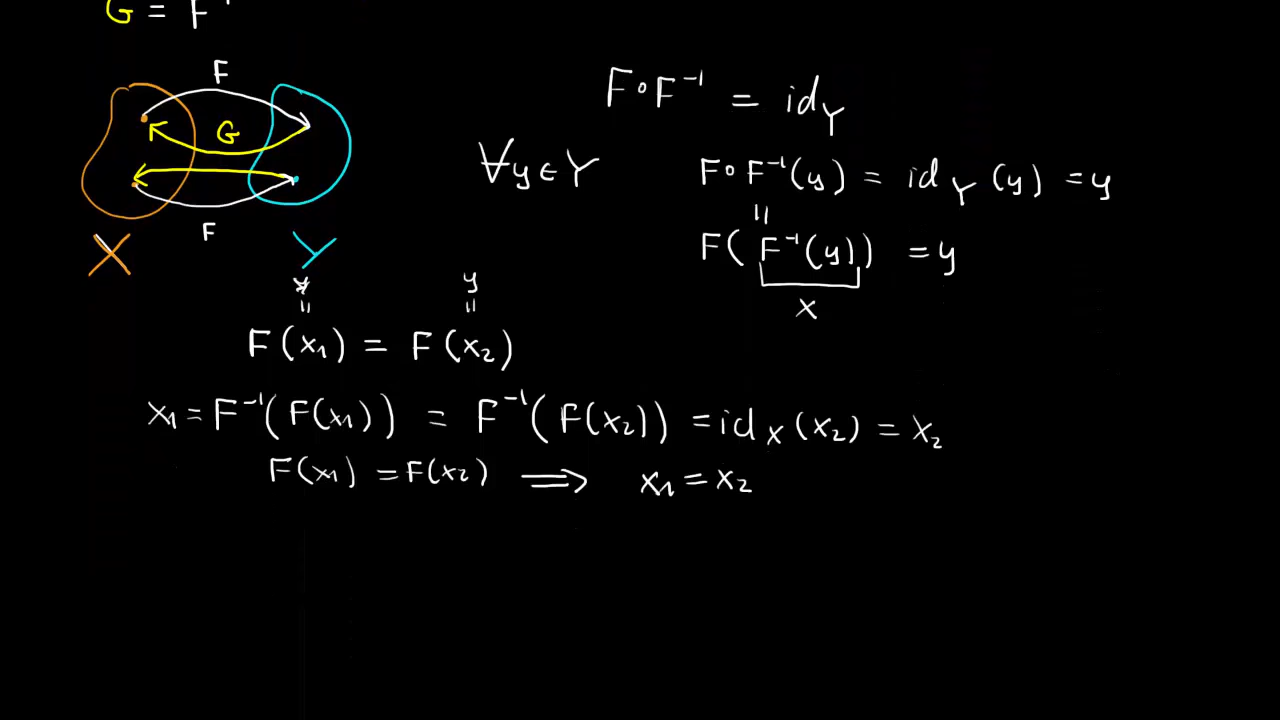 G = F⁻¹
F
G
F
X Y
F∘F⁻¹ = id_Y
∀y ∈ Y F∘F⁻¹(y) = id_Y (y) = y
=
F( F⁻¹(y)) = y
x
y y
= =
F(x₁) = F(x₂)
x₁ = F⁻¹(F(x₁)) = F⁻¹(F(x₂)) = id_X (x₂) = x₂
F(x₁) = F(x₂) ⟹ x₁ = x₂